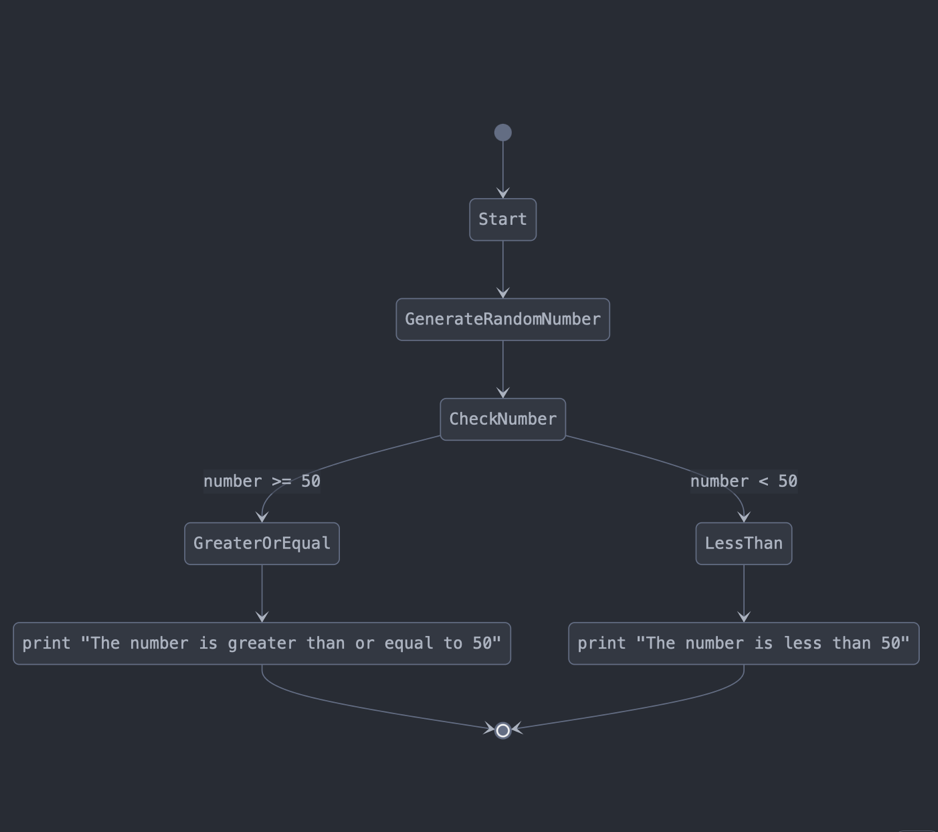 Start
GenerateRandomNumber
CheckNumber
number >= 50
number < 50
GreaterOrEqual
LessThan
print "The number is greater than or equal to 50"
print "The number is less than 50"